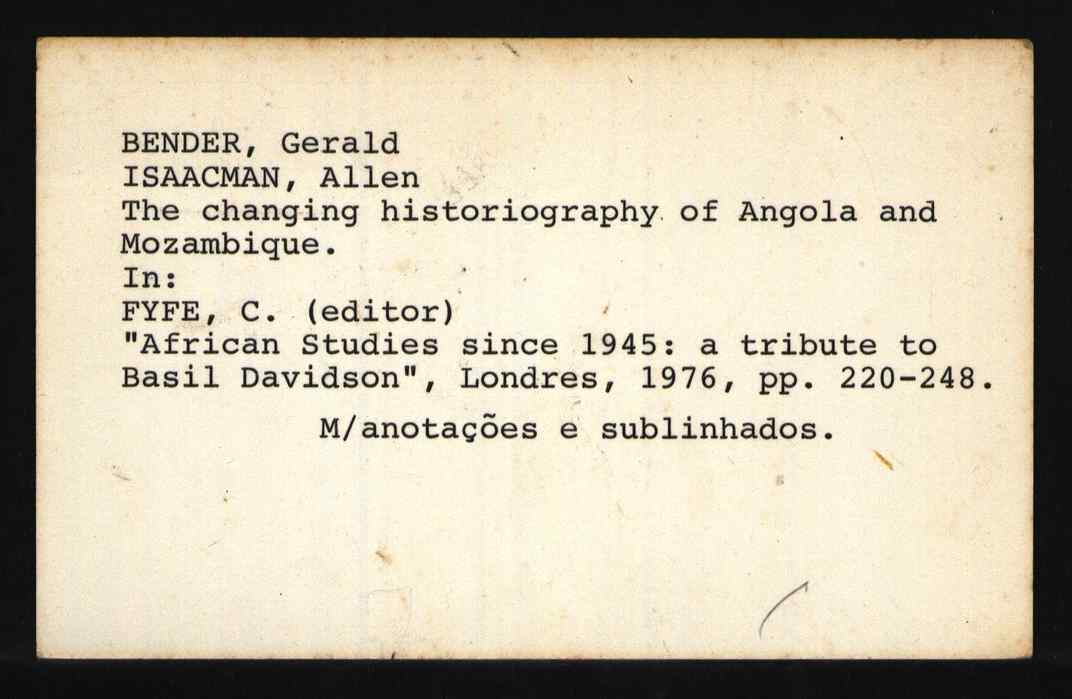 BENDER, Gerald
ISAACMAN, Allen
The changing historiography of Angola and
Mozambique.
In:
FYFE, C. (editor)
"African Studies since 1945: a tribute to
Basil Davidson", Londres, 1976, pp. 220-248.
M/anotações e sublinhados.